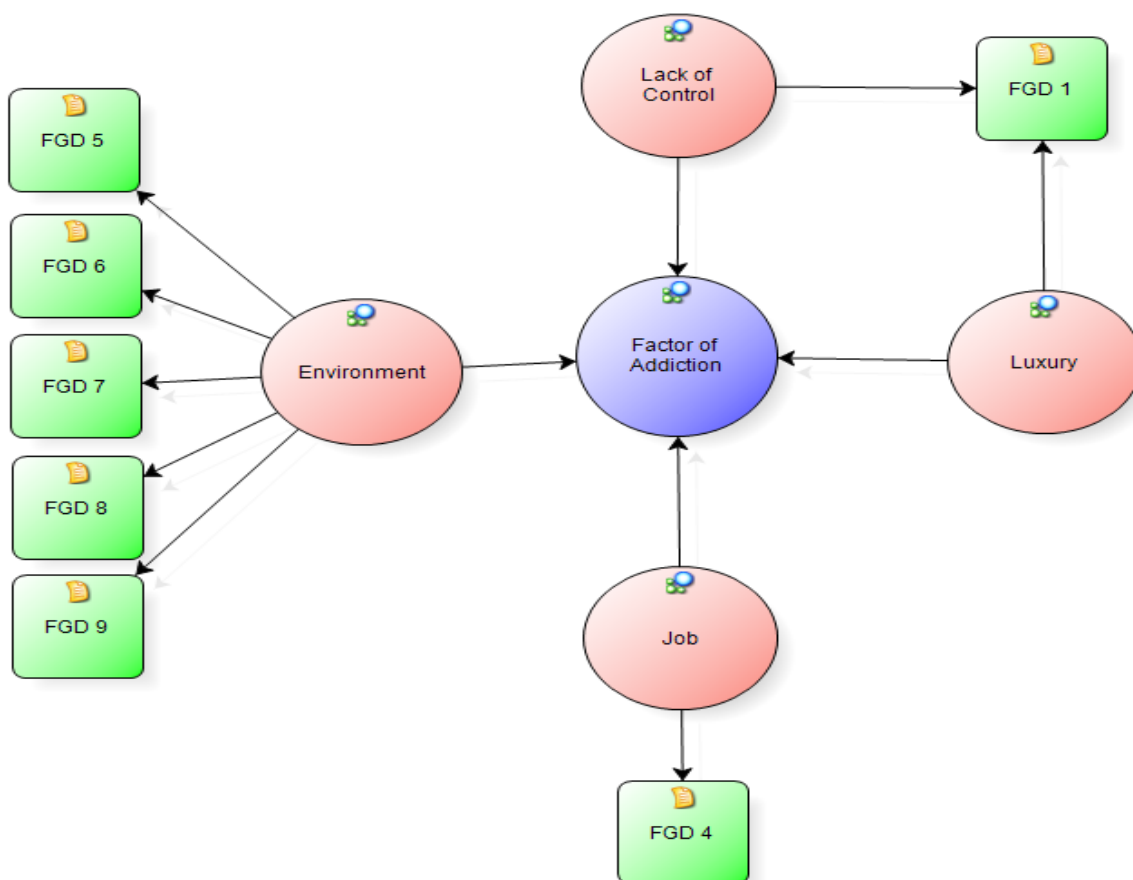 Lack of
Control
FGD 1
FGD 5
FGD 6
FGD 7
FGD 8
FGD 9
Environment
Factor of
Addiction
Luxury
Job
FGD 4